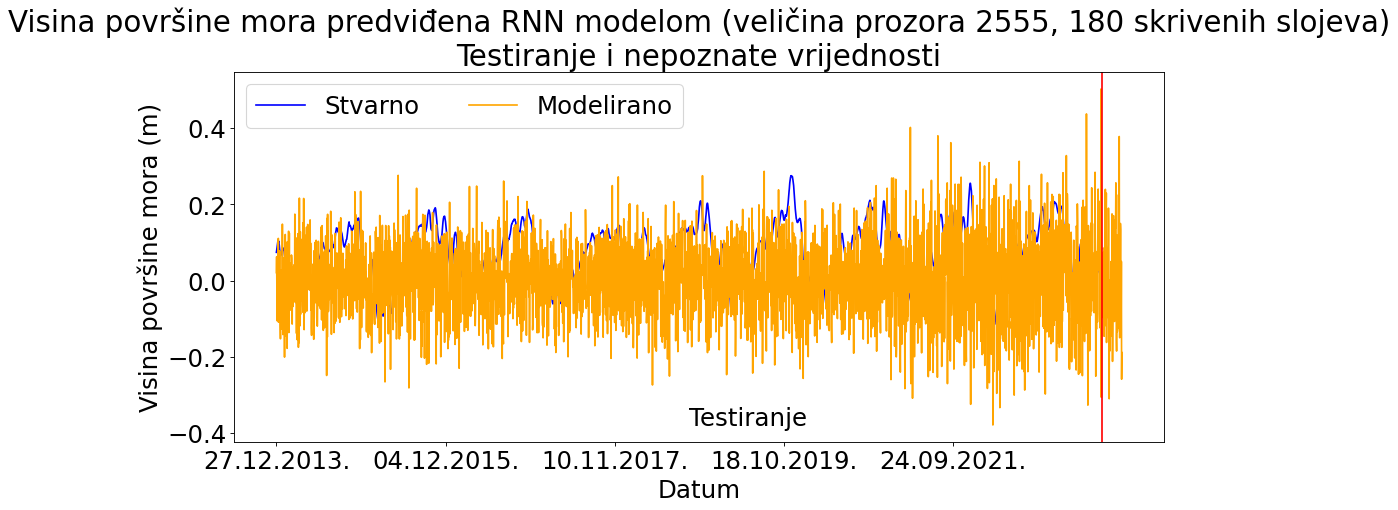 Visina površine mora predviđena RNN modelom (veličina prozora 2555, 180 skrivenih slojeva)
Testiranje i nepoznate vrijednosti
Stvarno
Modelirano
Visina površine mora (m)
0.4
0.2
0.0
−0.2
−0.4
Testiranje
27.12.2013.
04.12.2015.
10.11.2017.
18.10.2019.
24.09.2021.
Datum